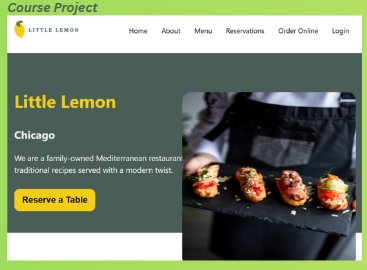 Course Project
LITTLE LEMON
Home About Menu Reservations Order Online Login
Little Lemon
Chicago
We are a family-owned Mediterranean restaurant
traditional recipes served with a modern twist.
Reserve a Table